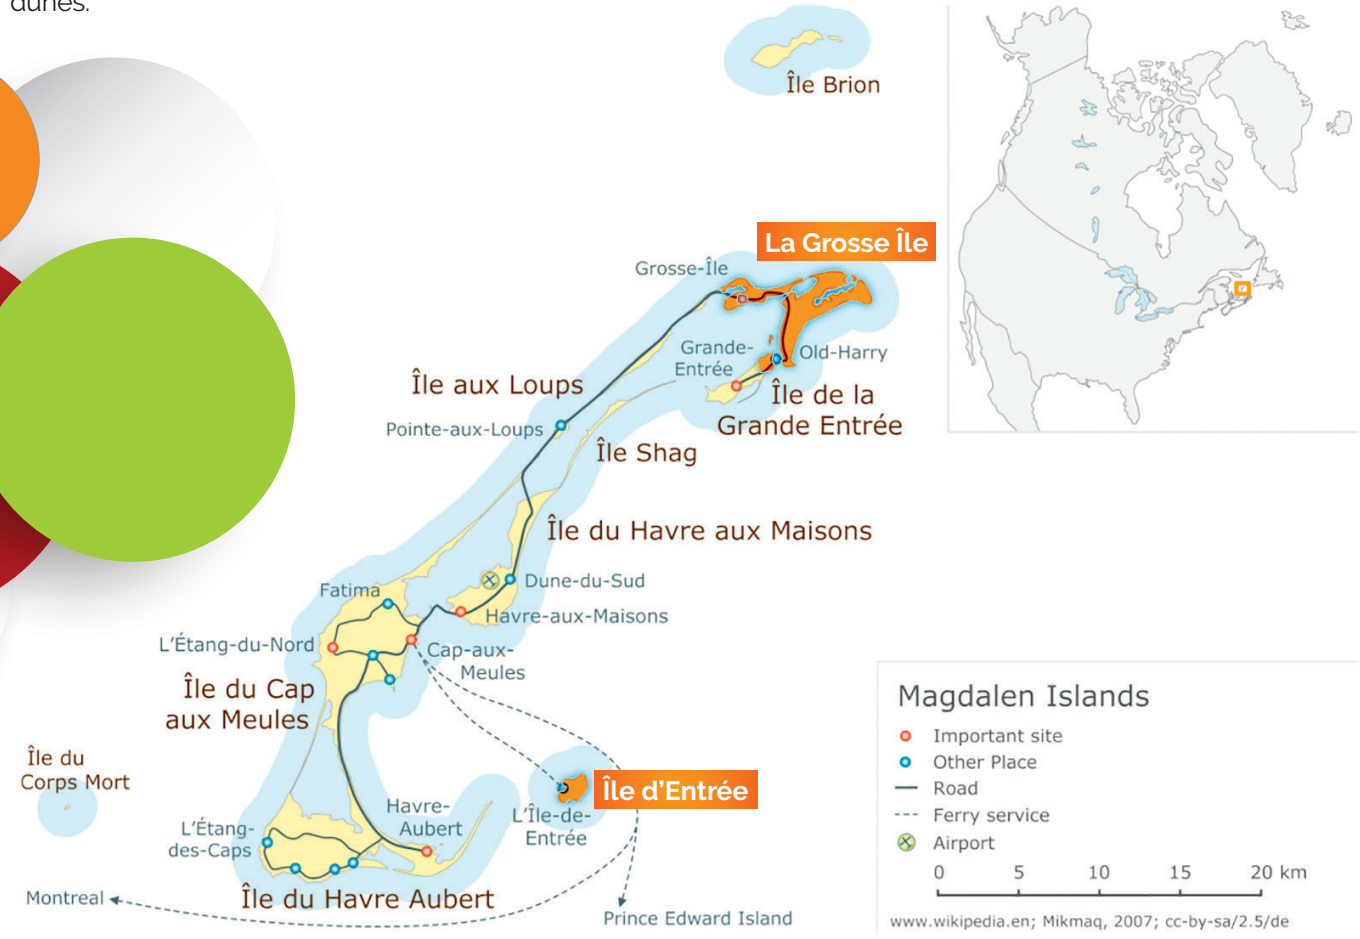 dunes.
Île Brion
La Grosse Île
Grosse-Île
Grande-
Entrée
Old-Harry
Île de la
Grande Entrée
Île aux Loups
Pointe-aux-Loups
Île Shag
Île du Havre aux Maisons
Dune-du-Sud
Fatima
Havre-aux-Maisons
L'Étang-du-Nord
Cap-aux-
Meules
Île du Cap
aux Meules
Île du
Corps Mort
Île d'Entrée
L'Île-de-
Entrée
Havre-
Aubert
L'Étang-
des-Caps
Île du Havre Aubert
Montreal
Prince Edward Island
Magdalen Islands
Important site
Other Place
Road
Ferry service
Airport
0 5 10 15 20 km
www.wikipedia.en; Mikmaq, 2007; cc-by-sa/2.5/de